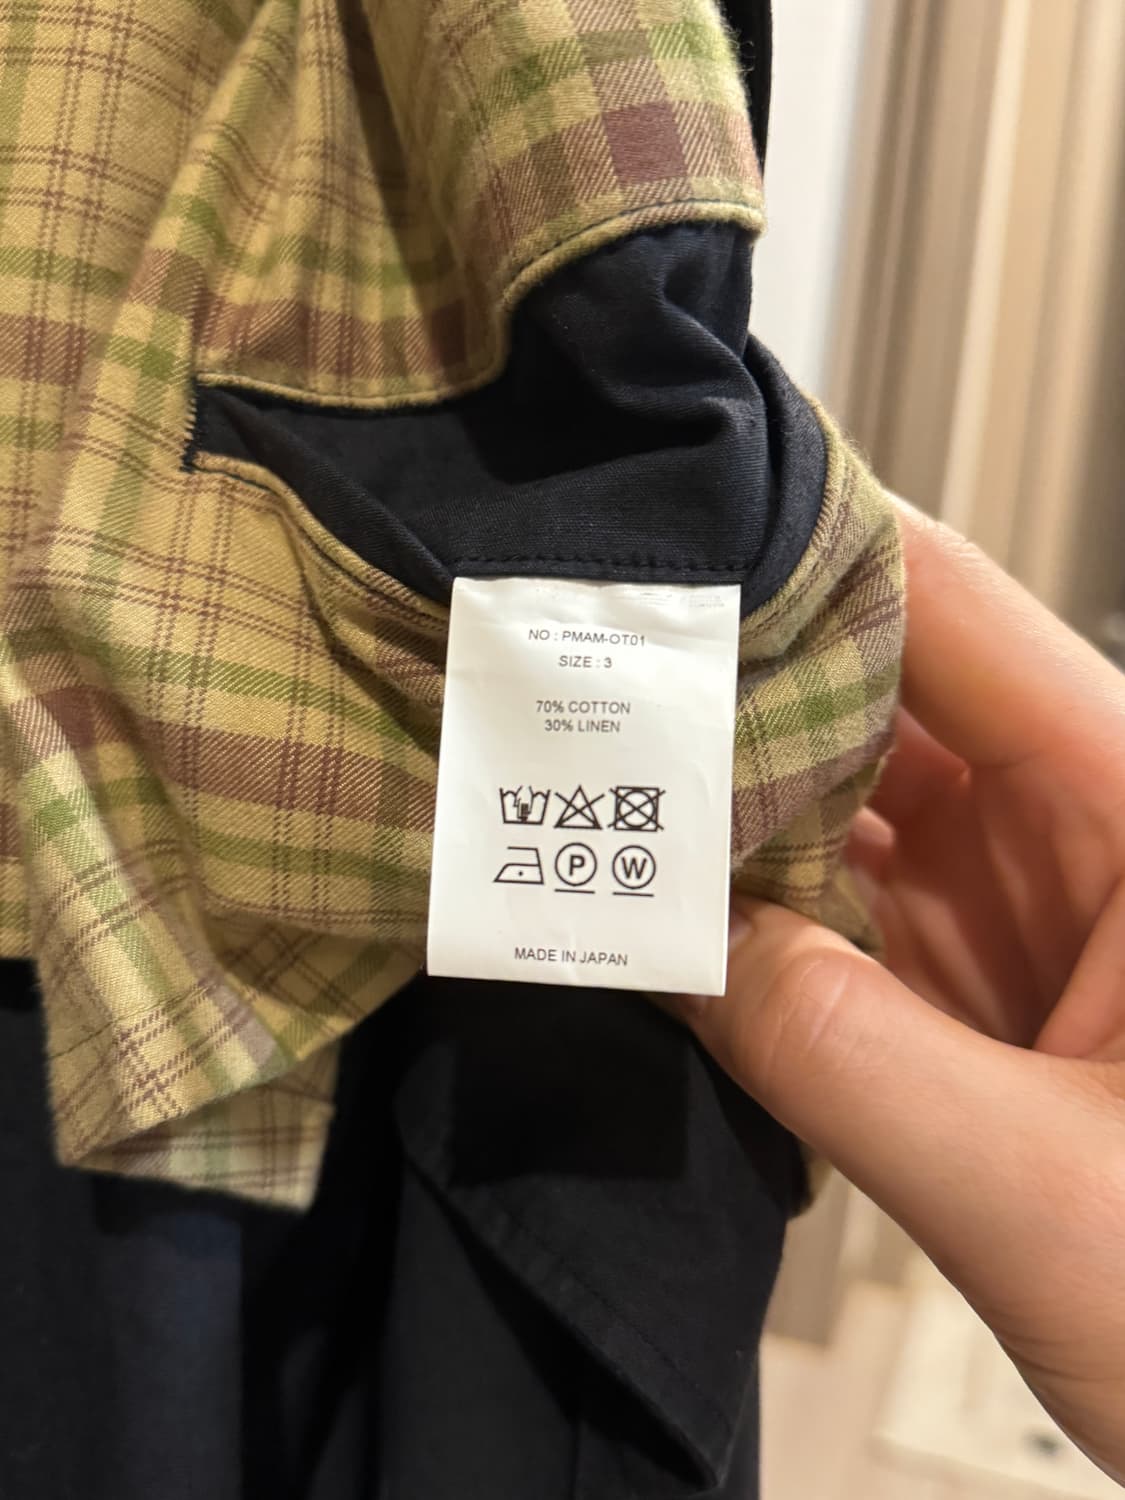 NO : PMAM-OT01
SIZE : 3
70% COTTON
30% LINEN
P W
MADE IN JAPAN